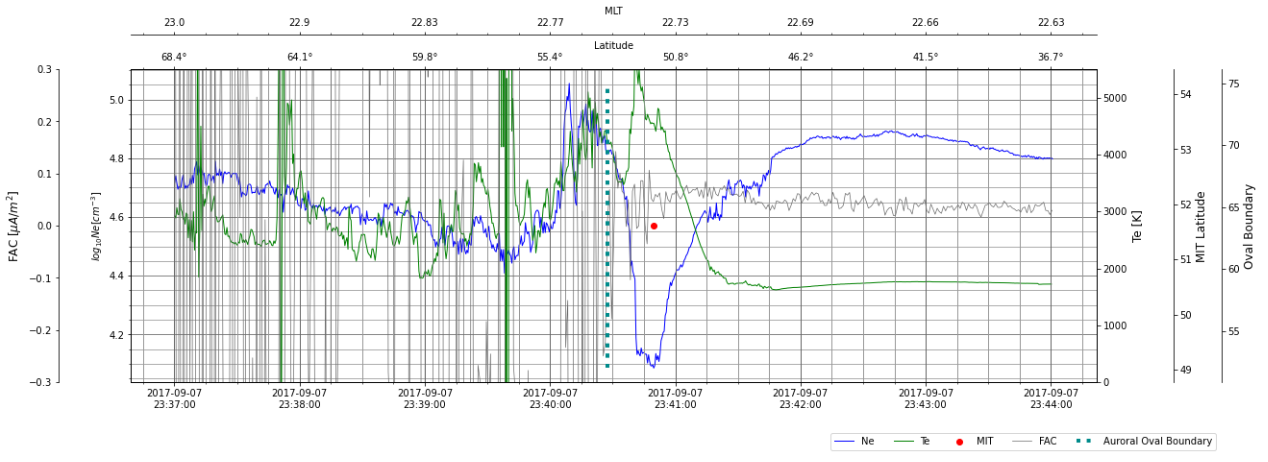 MLT
23.0 22.9 22.83 22.77 22.73 22.69 22.66 22.63
Latitude
68.4° 64.1° 59.8° 55.4° 50.8° 46.2° 41.5° 36.7°
FAC [μA/m²]
0.3
0.2
0.1
0.0
−0.1
−0.2
−0.3
log₁₀Ne[cm⁻³]
5.0
4.8
4.6
4.4
4.2
Te [K]
5000
4000
3000
2000
1000
0
MIT Latitude
54
53
52
51
50
49
Oval Boundary
75
70
65
60
55
2017-09-07 2017-09-07 2017-09-07 2017-09-07 2017-09-07 2017-09-07 2017-09-07 2017-09-07
23:37:00 23:38:00 23:39:00 23:40:00 23:41:00 23:42:00 23:43:00 23:44:00
Ne Te MIT FAC Auroral Oval Boundary